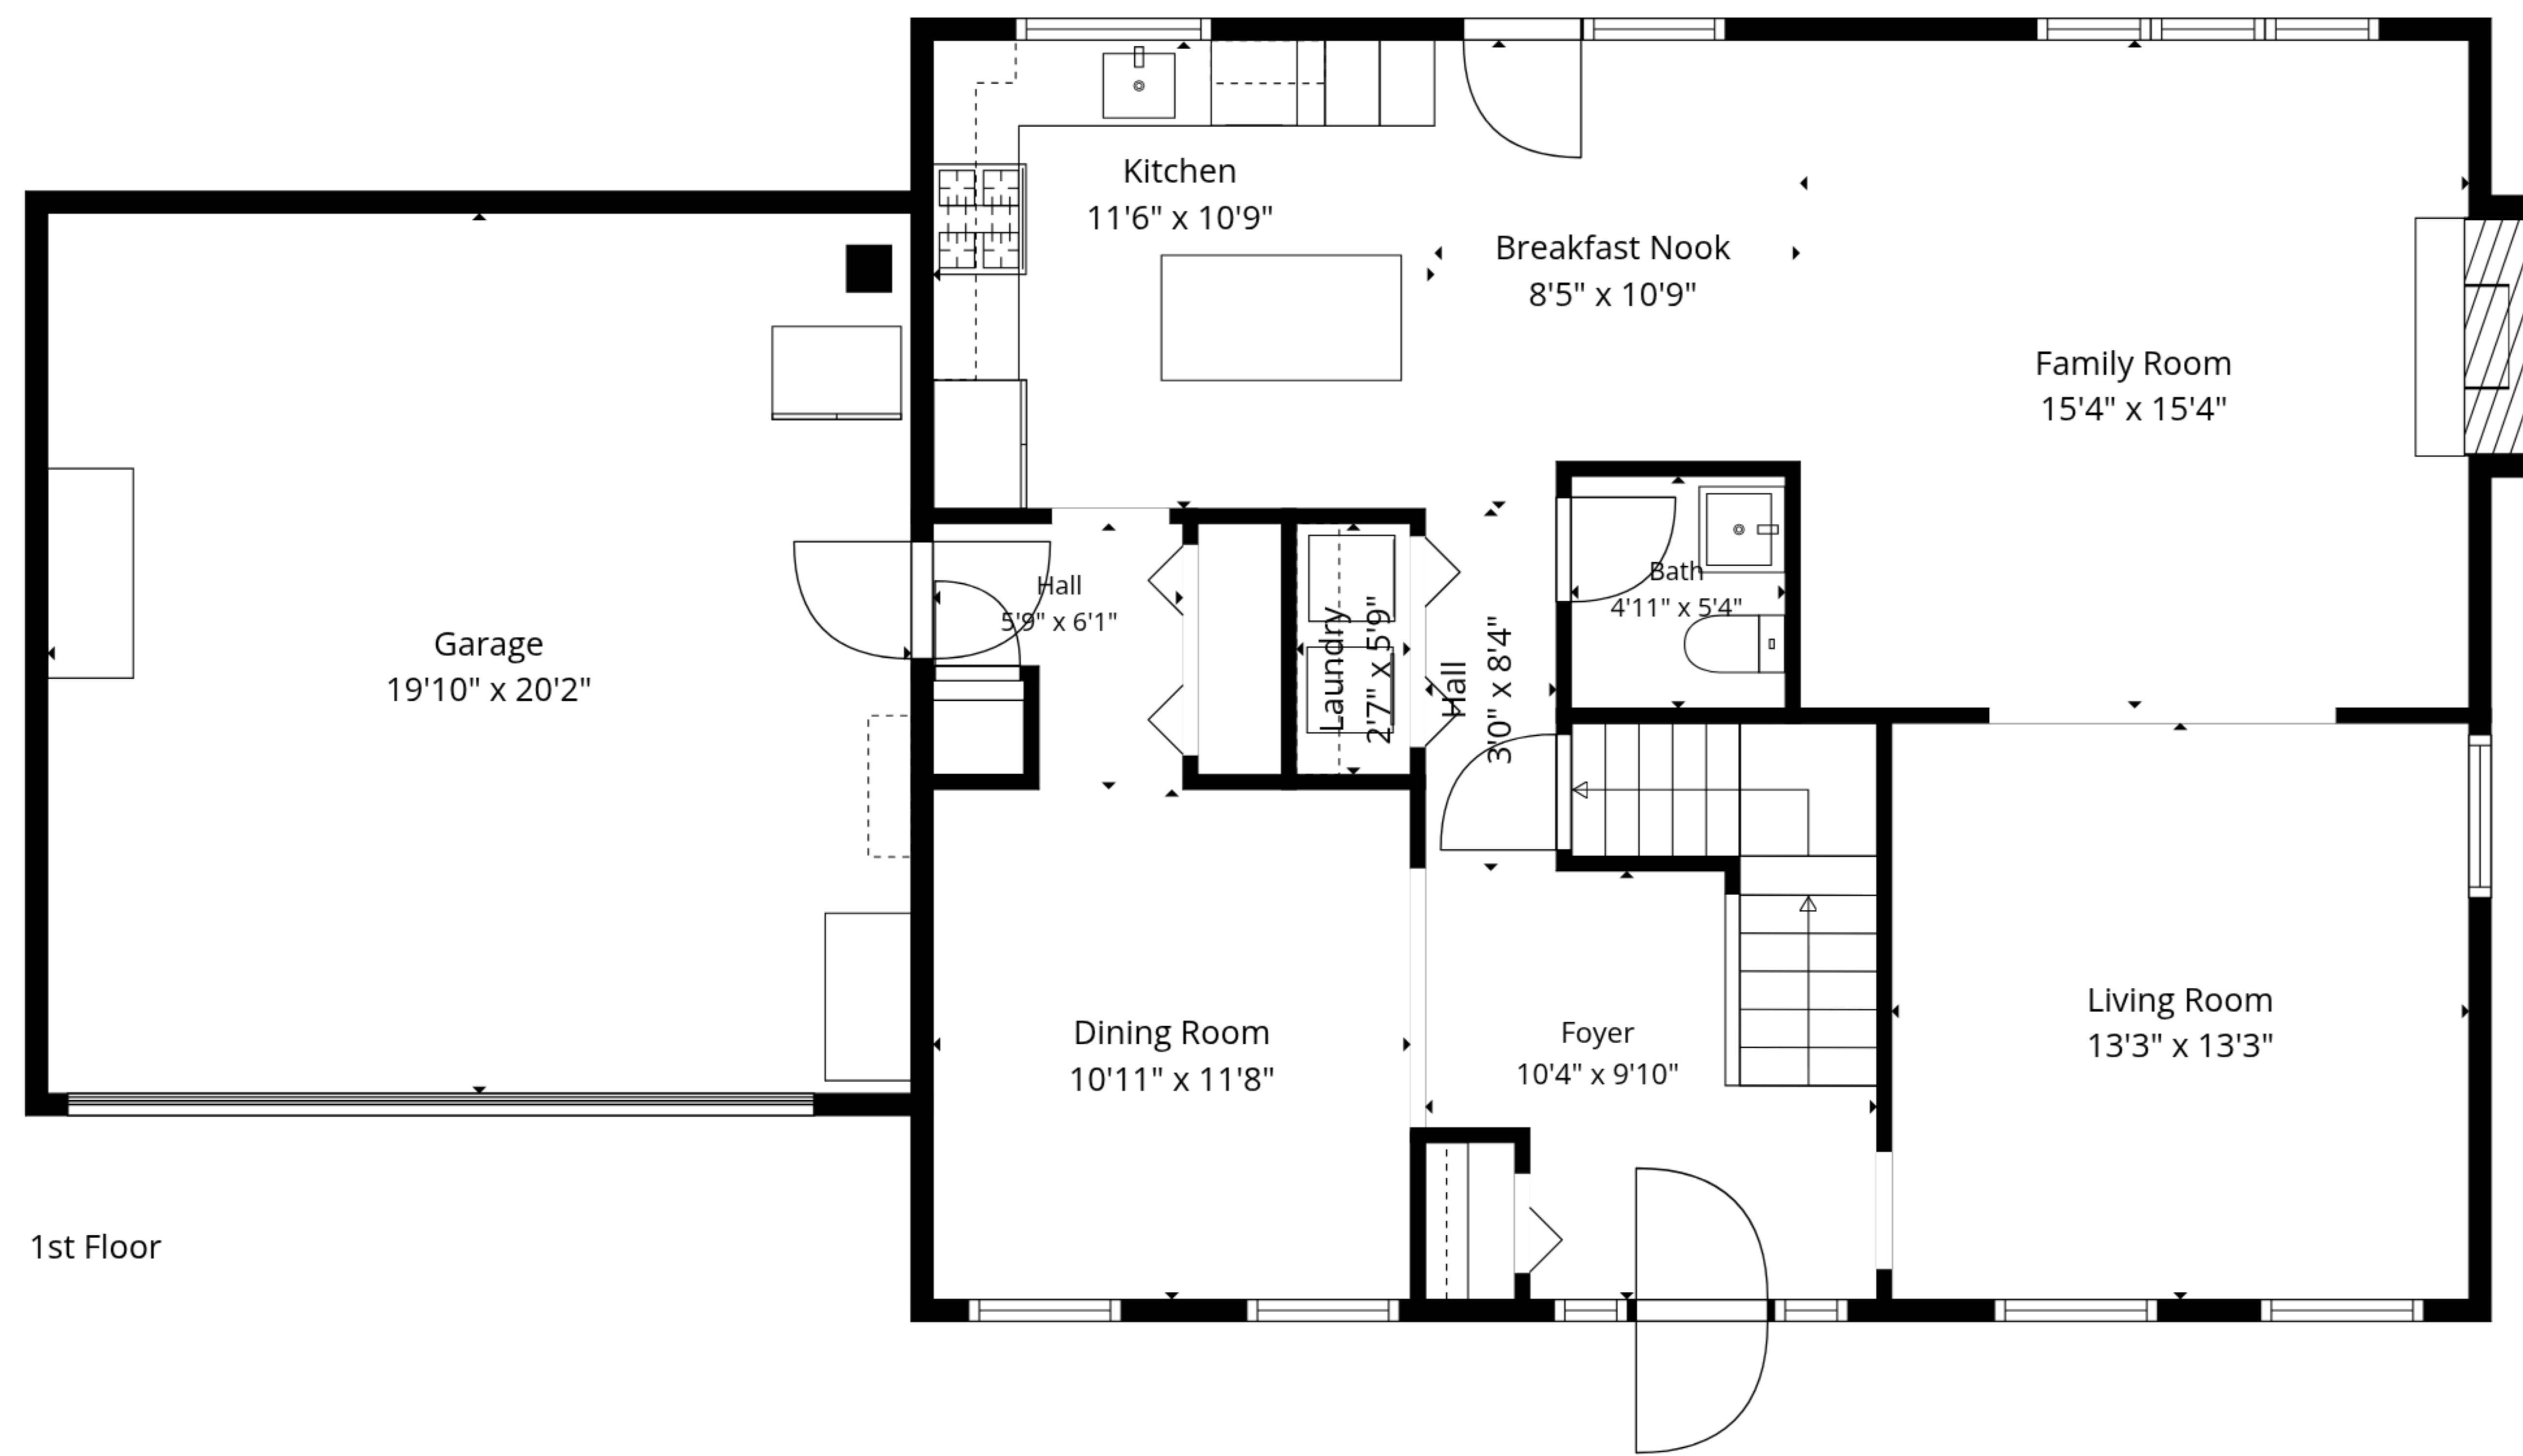 Kitchen
11'6" x 10'9"
Breakfast Nook
8'5" x 10'9"
Family Room
15'4" x 15'4"
Garage
19'10" x 20'2"
Hall
5'9" x 6'1"
Laundry
2'7" x 5'9"
Hall
3'0" x 8'4"
Bath
4'11" x 5'4"
Dining Room
10'11" x 11'8"
Foyer
10'4" x 9'10"
Living Room
13'3" x 13'3"
1st Floor